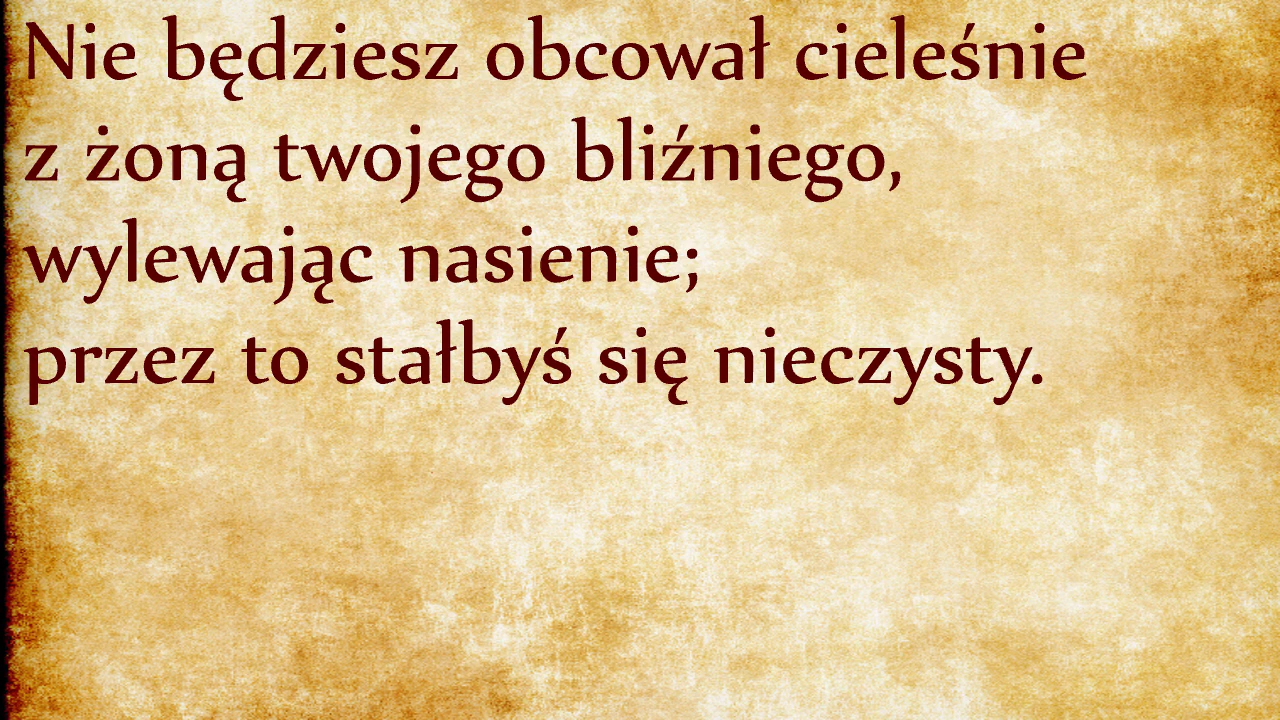 Nie będziesz obcował cieleśnie
z żoną twojego bliźniego,
wylewając nasienie;
przez to stałbyś się nieczysty.